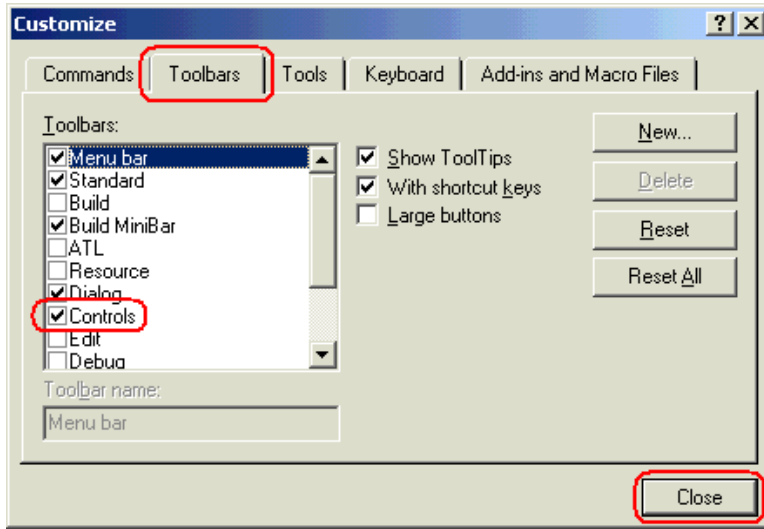 Customize
Commands Toolbars Tools Keyboard Add-ins and Macro Files
Toolbars:
Menu bar
Standard
Build
Build MiniBar
ATL
Resource
Dialog
Controls
Edit
Debug
Show ToolTips
With shortcut keys
Large buttons
New...
Delete
Reset
Reset All
Toolbar name:
Menu bar
Close